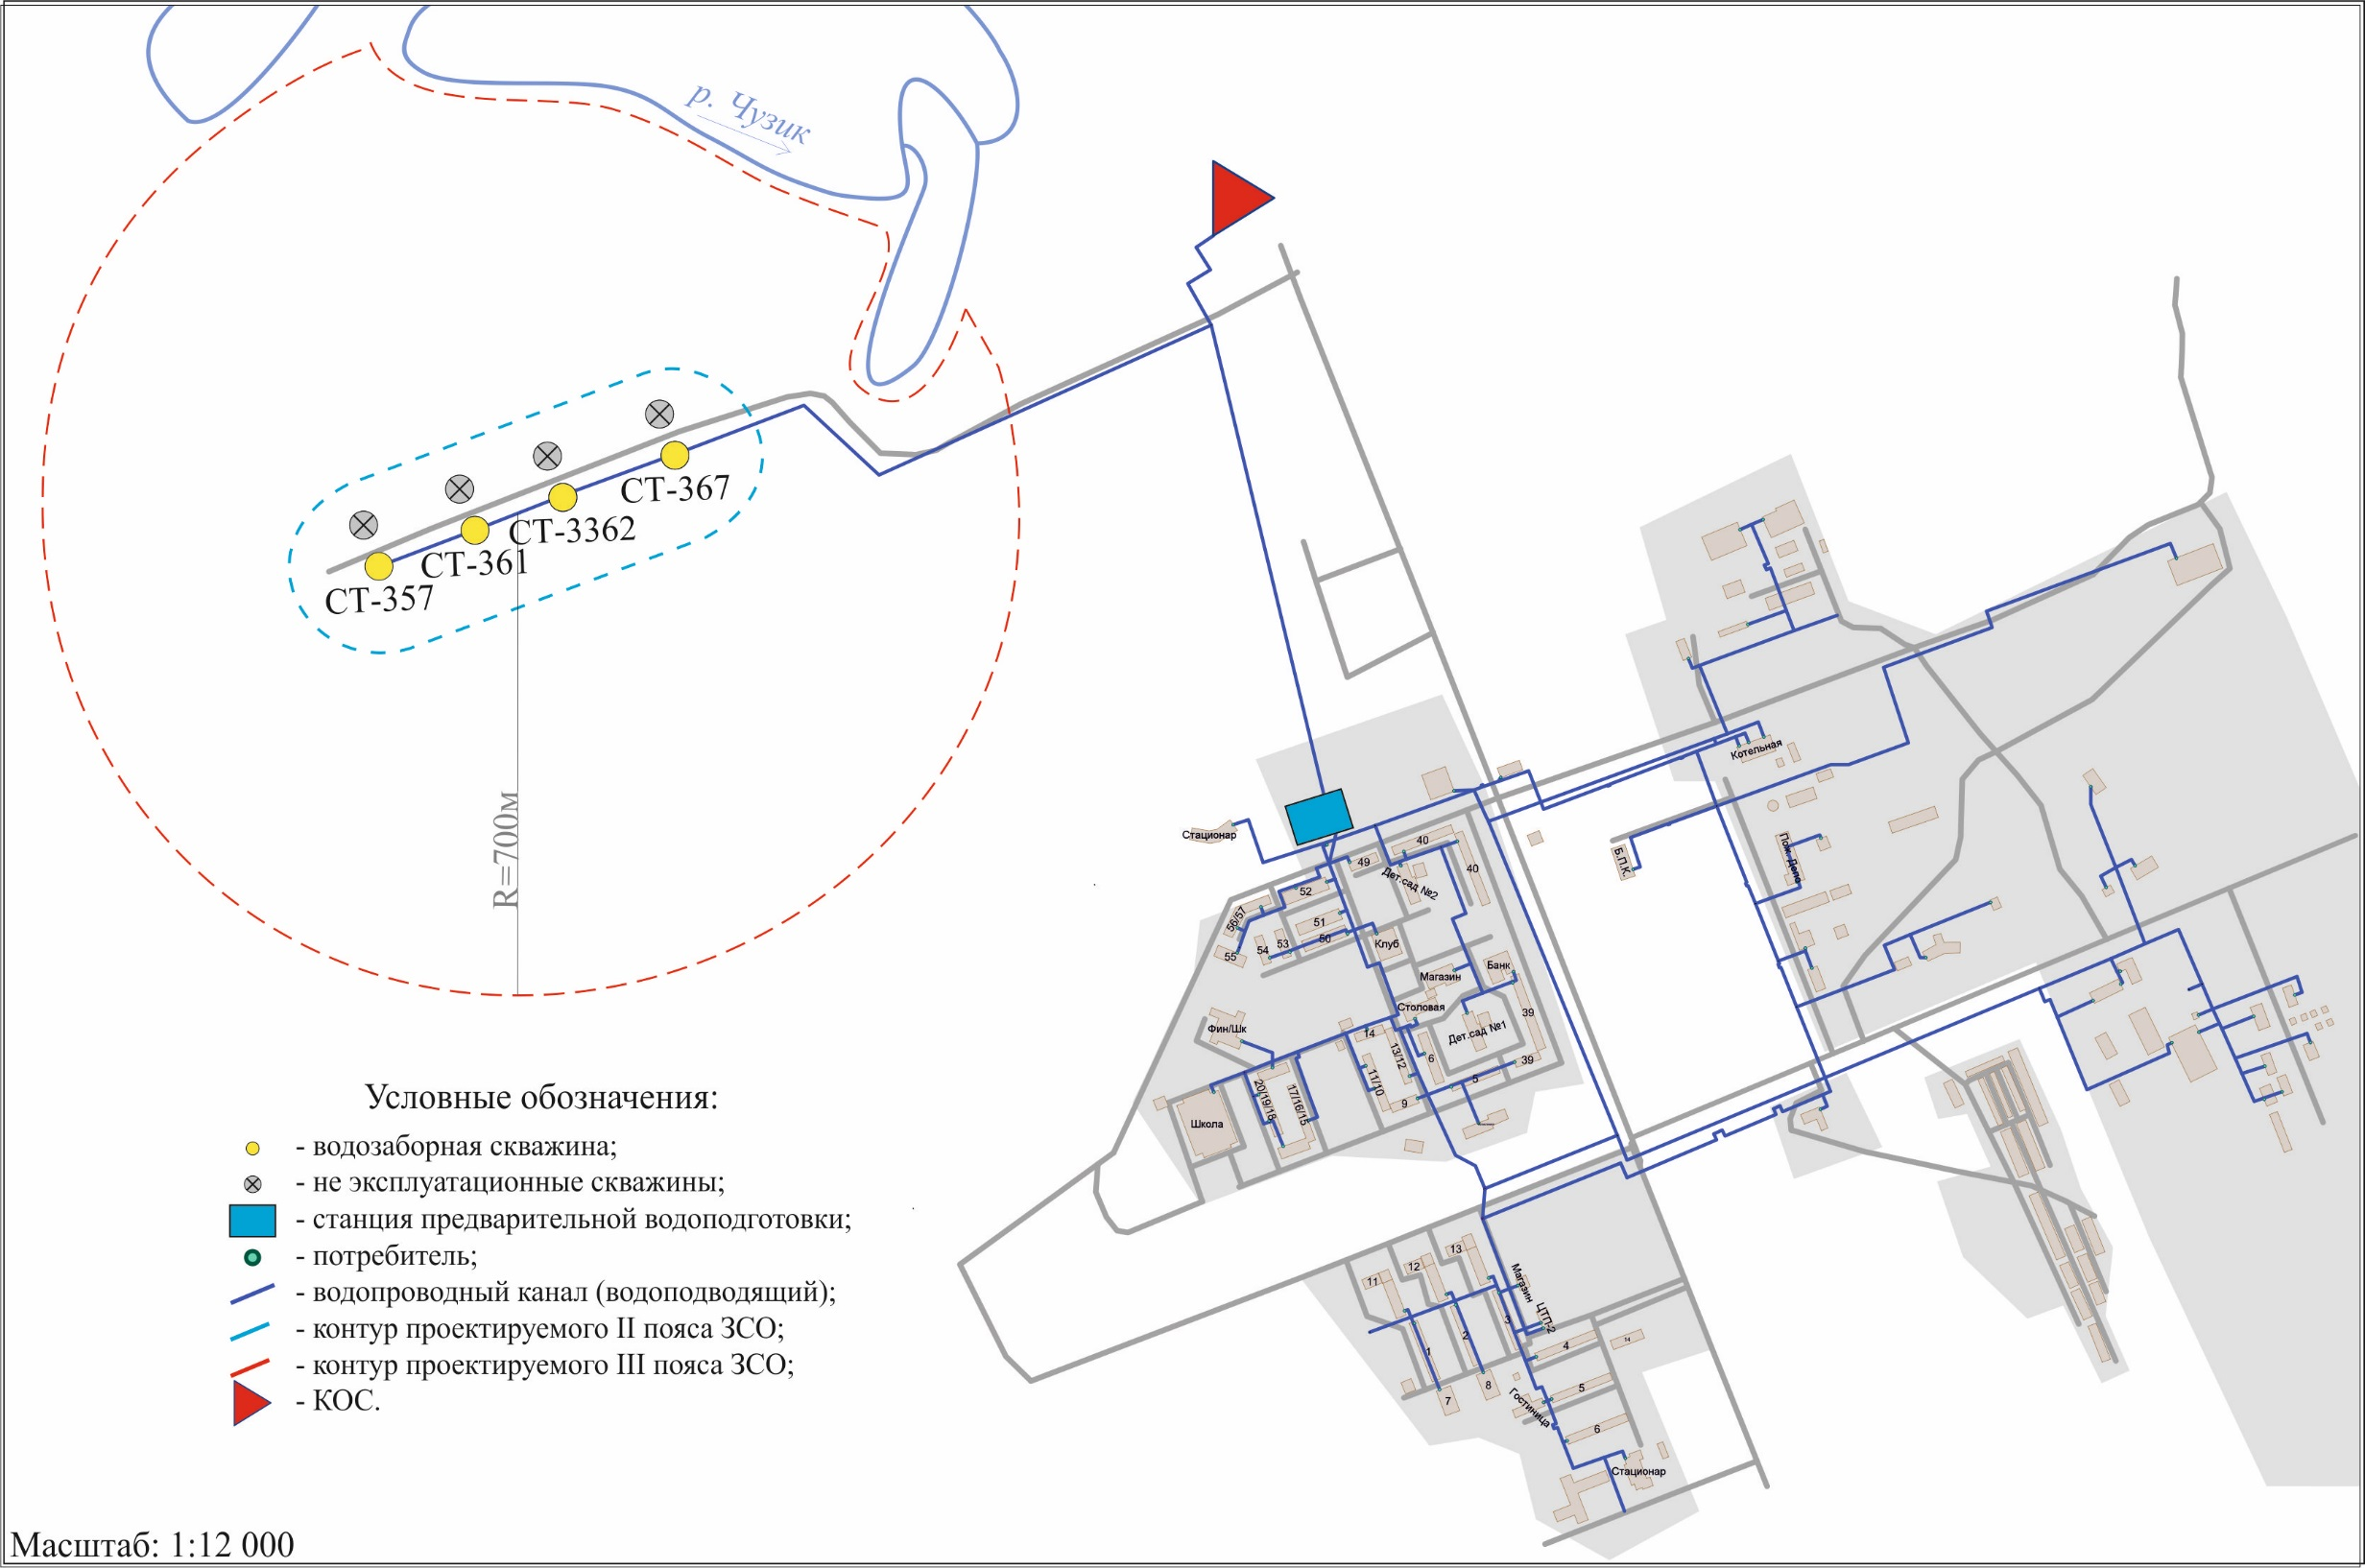 р. Чузик
СТ-367
СТ-3362
СТ-361
СТ-357
R=700м
Котельная
Стационар
Б.П.К.
Пож. Депо
49
40
40
Дет.сад №2
52
51
50
56/57
55
54
53
Клуб
Магазин
Банк
Столовая
39
Дет.сад №1
39
Фин/Шк
14
13/12
6
5
11/10
9
20/19/18
17/16/15
Школа
13
12
11
Магазин
ЦТП-2
3
2
1
4
14
5
8
7
Гостиница
6
Стационар
Условные обозначения:
- водозаборная скважина;
- не эксплуатационные скважины;
- станция предварительной водоподготовки;
- потребитель;
- водопроводный канал (водоподводящий);
- контур проектируемого II пояса ЗСО;
- контур проектируемого III пояса ЗСО;
- КОС.
Масштаб: 1:12 000